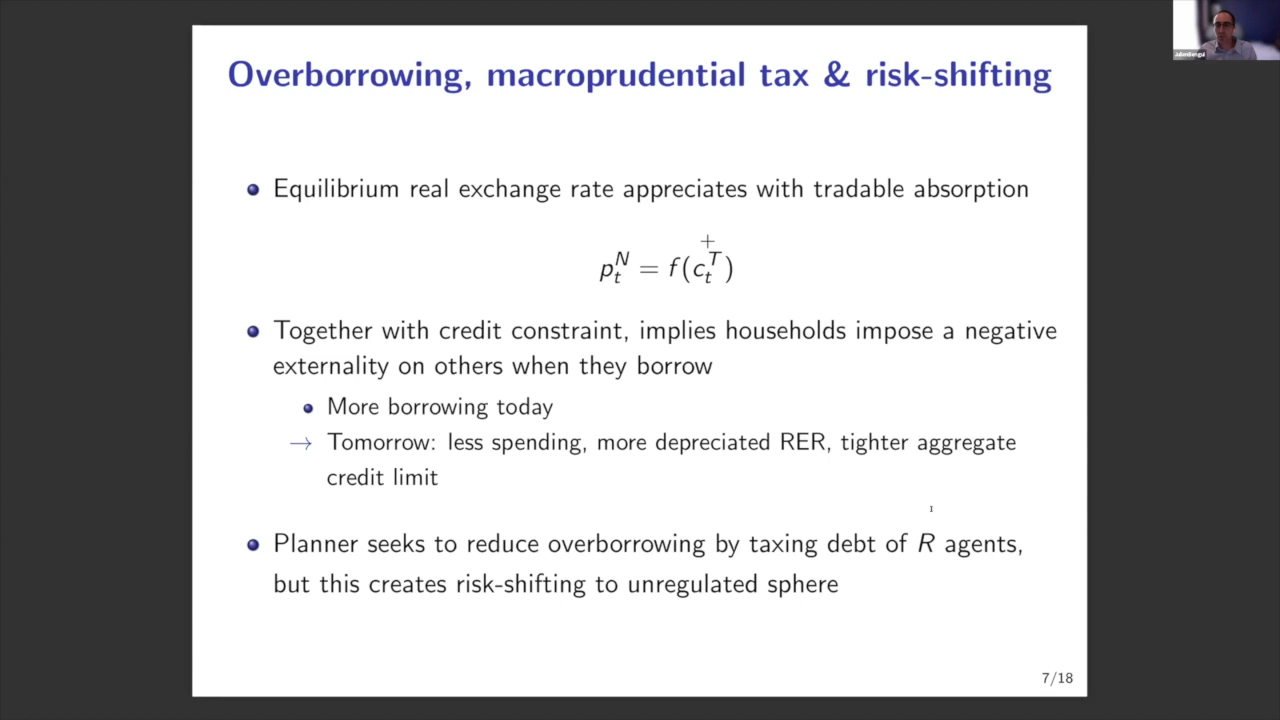 Overborrowing, macroprudential tax & risk-shifting
Equilibrium real exchange rate appreciates with tradable absorption
+
p_t^N = f(c_t^T)
Together with credit constraint, implies households impose a negative
externality on others when they borrow
More borrowing today
→ Tomorrow: less spending, more depreciated RER, tighter aggregate
credit limit
Planner seeks to reduce overborrowing by taxing debt of R agents,
but this creates risk-shifting to unregulated sphere
7/18